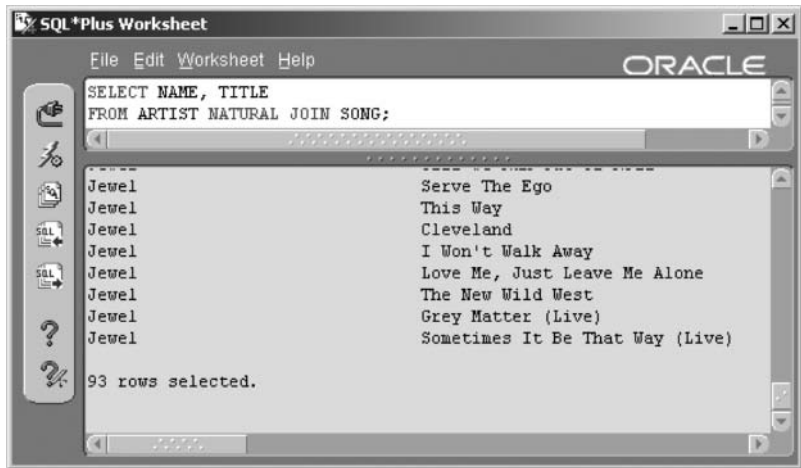 SQL*Plus Worksheet
File Edit Worksheet Help
ORACLE
SELECT NAME, TITLE
FROM ARTIST NATURAL JOIN SONG;
Jewel Serve The Ego
Jewel This Way
Jewel Cleveland
Jewel I Won't Walk Away
Jewel Love Me, Just Leave Me Alone
Jewel The New Wild West
Jewel Grey Matter (Live)
Jewel Sometimes It Be That Way (Live)
93 rows selected.
SQL
SQL